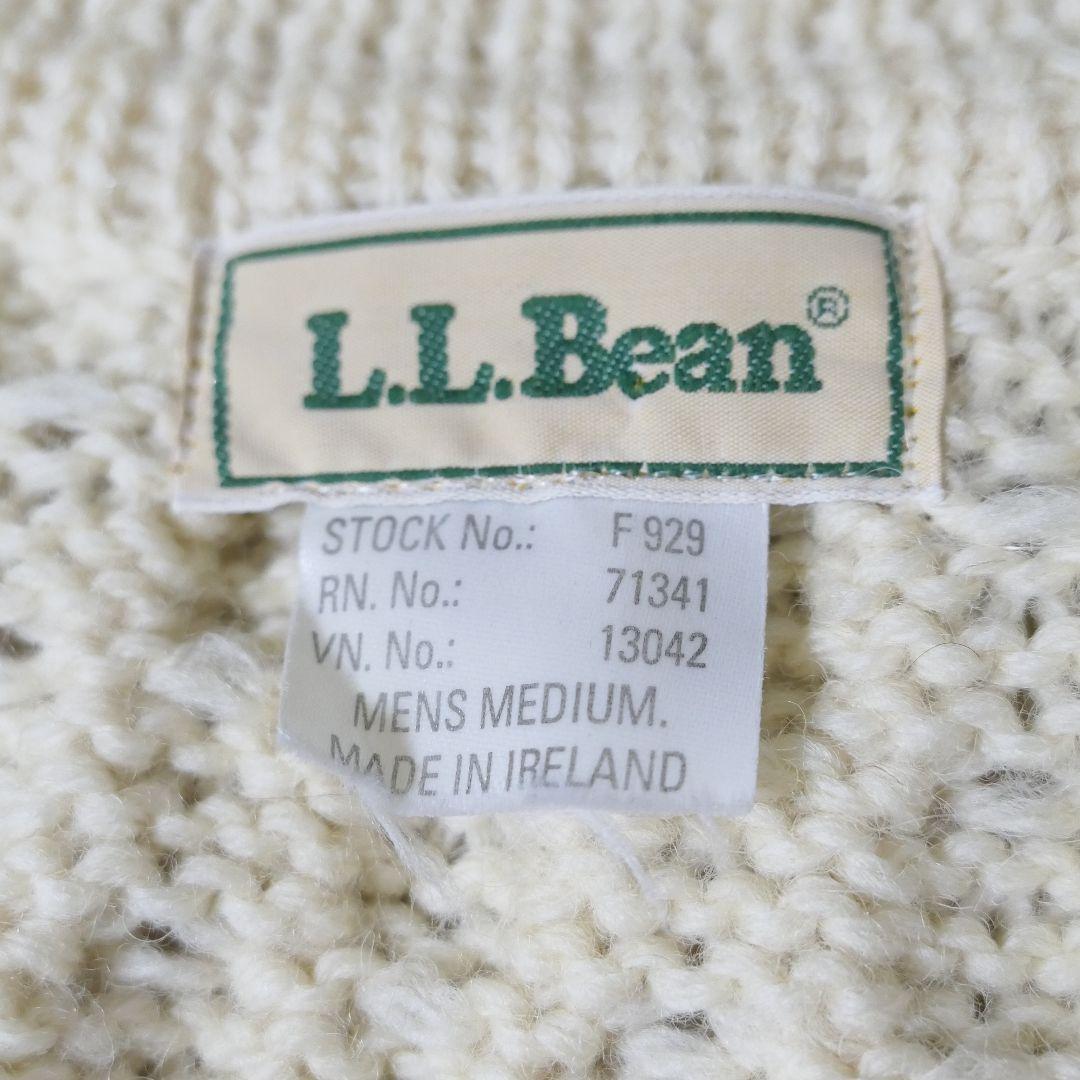 L.L.Bean®
STOCK No.: F 929
RN. No.: 71341
VN. No.: 13042
MENS MEDIUM.
MADE IN IRELAND